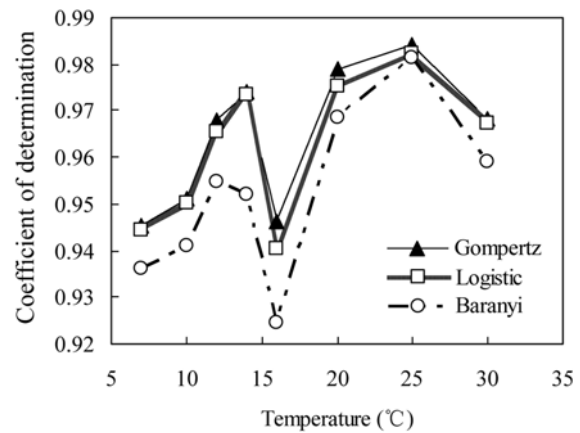 0.99
0.98
0.97
0.96
0.95
0.94
0.93
0.92
Coefficient of determination
Gompertz
Logistic
Baranyi
5 10 15 20 25 30 35
Temperature (℃)